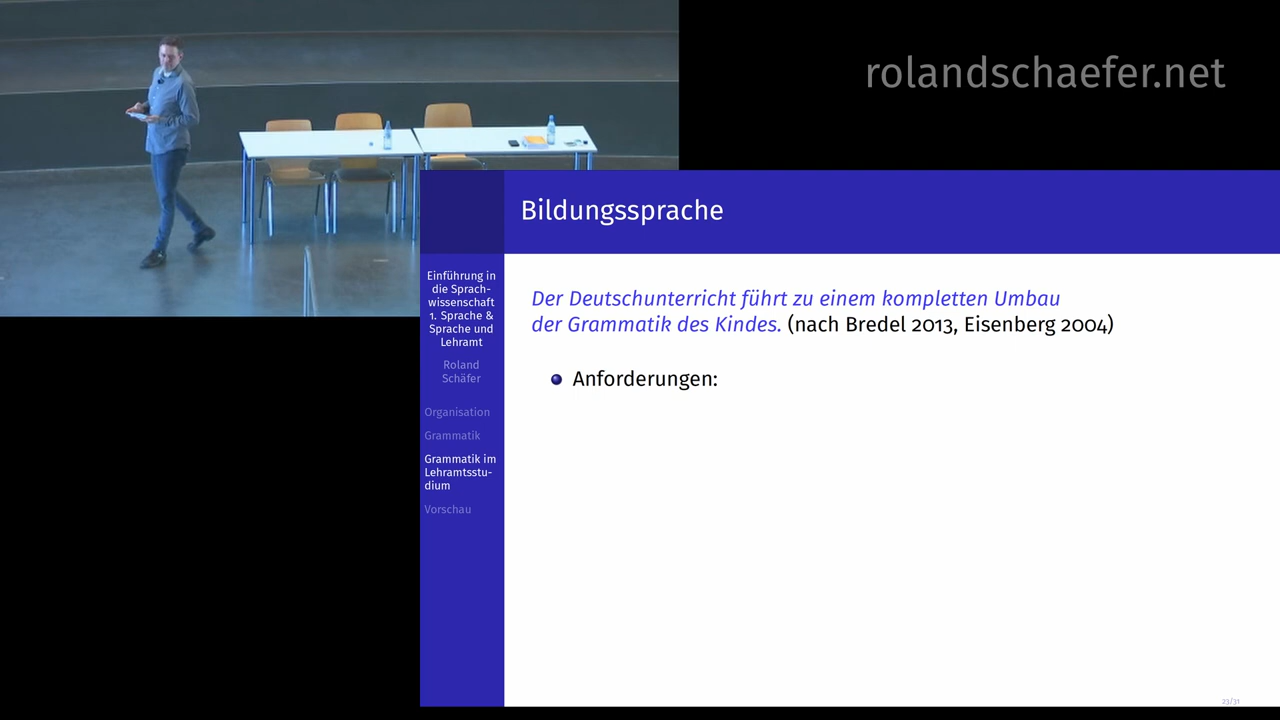 rolandschaefer.net
Bildungssprache
Einführung in
die Sprach-
wissenschaft
1. Sprache &
Sprache und
Lehramt
Roland
Schäfer
Organisation
Grammatik
Grammatik im
Lehramtsstu-
dium
Vorschau
Der Deutschunterricht führt zu einem kompletten Umbau
der Grammatik des Kindes. (nach Bredel 2013, Eisenberg 2004)
Anforderungen:
23/31